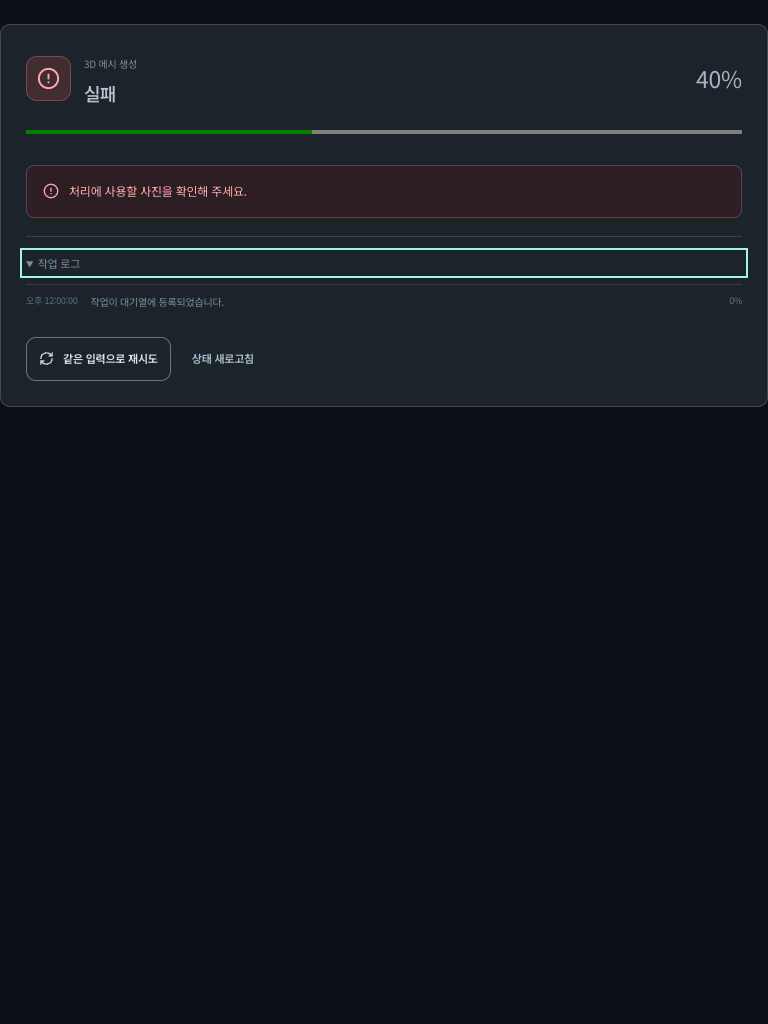 3D 메시 생성
실패
40%
처리에 사용할 사진을 확인해 주세요.
▼ 작업 로그
오후 12:00:00 작업이 대기열에 등록되었습니다. 0%
같은 입력으로 재시도 상태 새로고침